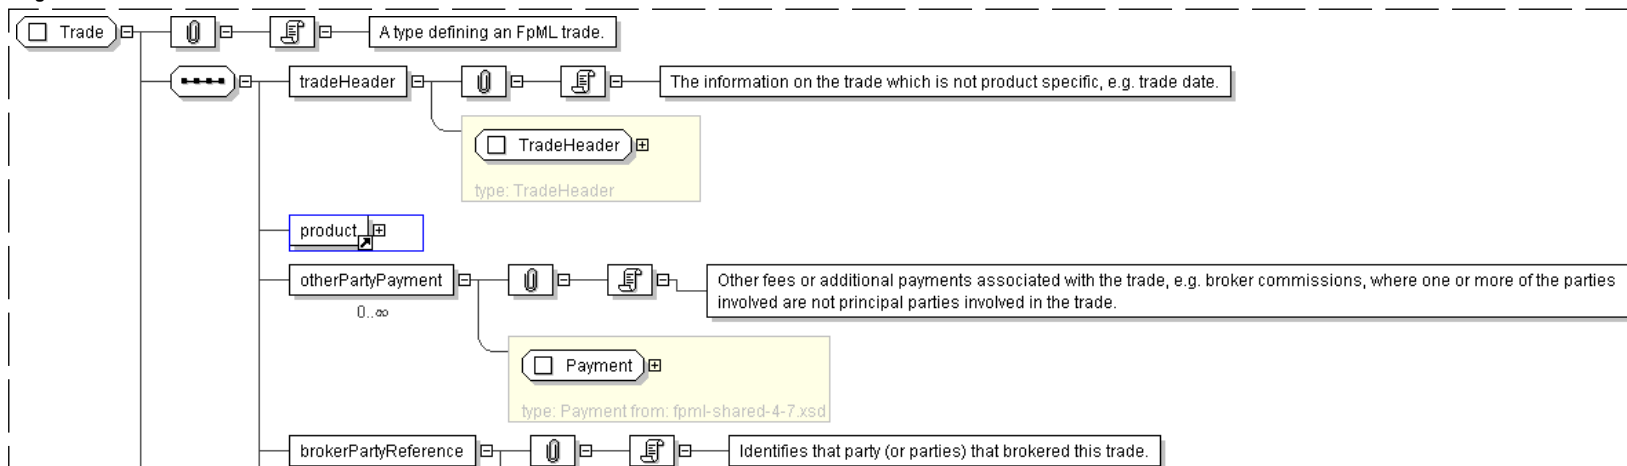 Trade
A type defining an FpML trade.
tradeHeader
The information on the trade which is not product specific, e.g. trade date.
TradeHeader
type: TradeHeader
product
otherPartyPayment
Other fees or additional payments associated with the trade, e.g. broker commissions, where one or more of the parties
involved are not principal parties involved in the trade.
0..∞
Payment
type: Payment from: fpml-shared-4-7.xsd
brokerPartyReference
Identifies that party (or parties) that brokered this trade.